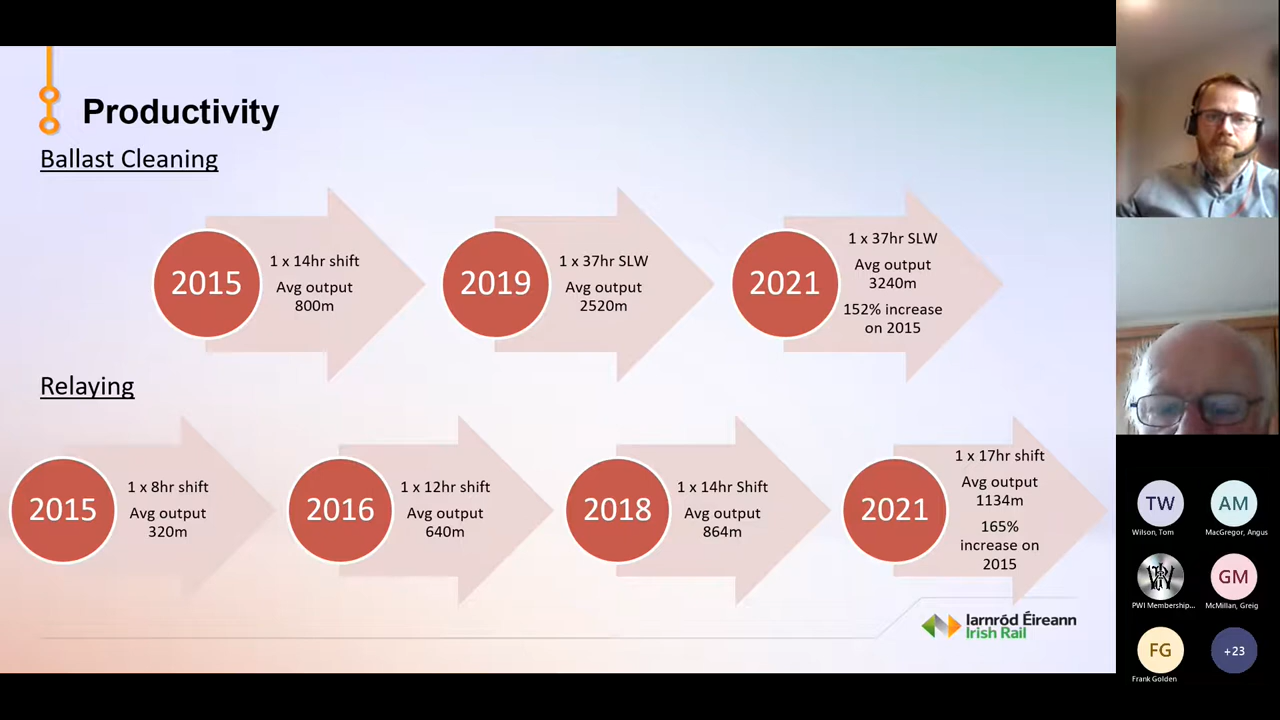 Productivity
Ballast Cleaning
2015
1 x 14hr shift
Avg output
800m
2019
1 x 37hr SLW
Avg output
2520m
2021
1 x 37hr SLW
Avg output
3240m
152% increase
on 2015
Relaying
2015
1 x 8hr shift
Avg output
320m
2016
1 x 12hr shift
Avg output
640m
2018
1 x 14hr Shift
Avg output
864m
2021
1 x 17hr shift
Avg output
1134m
165%
increase on
2015
Iarnród Éireann
Irish Rail
TW
Wilson, Tom
AM
MacGregor, Angus
PWI Membership...
GM
McMillan, Greig
FG
Frank Golden
+23